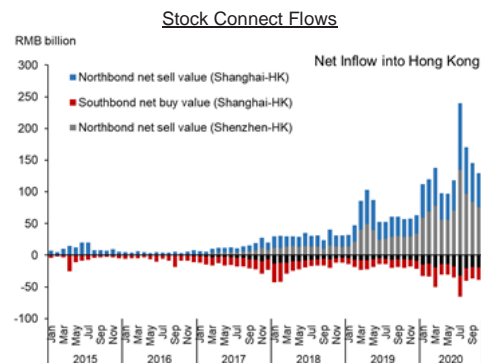 Stock Connect Flows
RMB billion
Net Inflow into Hong Kong
300
250
200
150
100
50
0
-50
-100
Northbond net sell value (Shanghai-HK)
Southbond net buy value (Shanghai-HK)
Northbond net sell value (Shenzhen-HK)
Jan Mar May Jul Sep Nov Jan Mar May Jul Sep Nov Jan Mar May Jul Sep Nov Jan Mar May Jul Sep Nov Jan Mar May Jul Sep Nov Jan Mar May Jul Sep
2015 2016 2017 2018 2019 2020